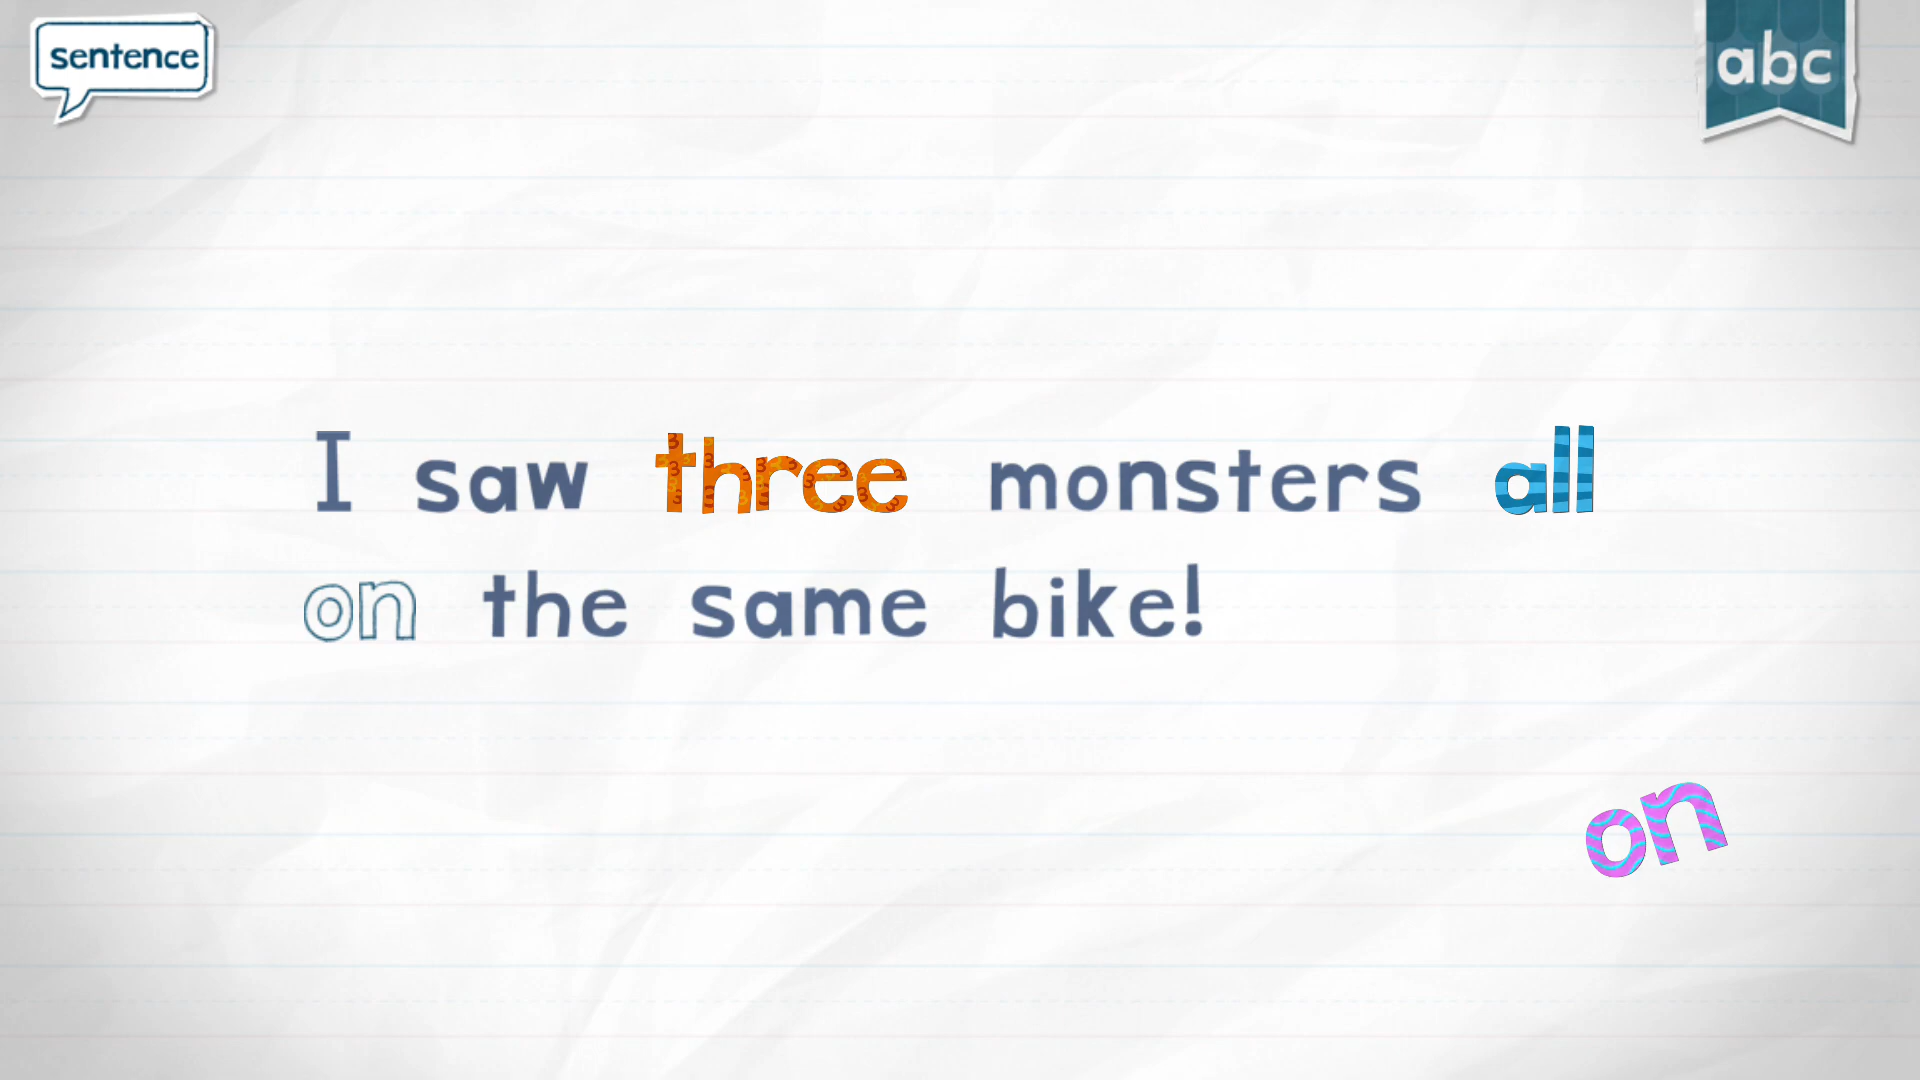 sentence
abc
I saw three monsters all
on the same bike!
on